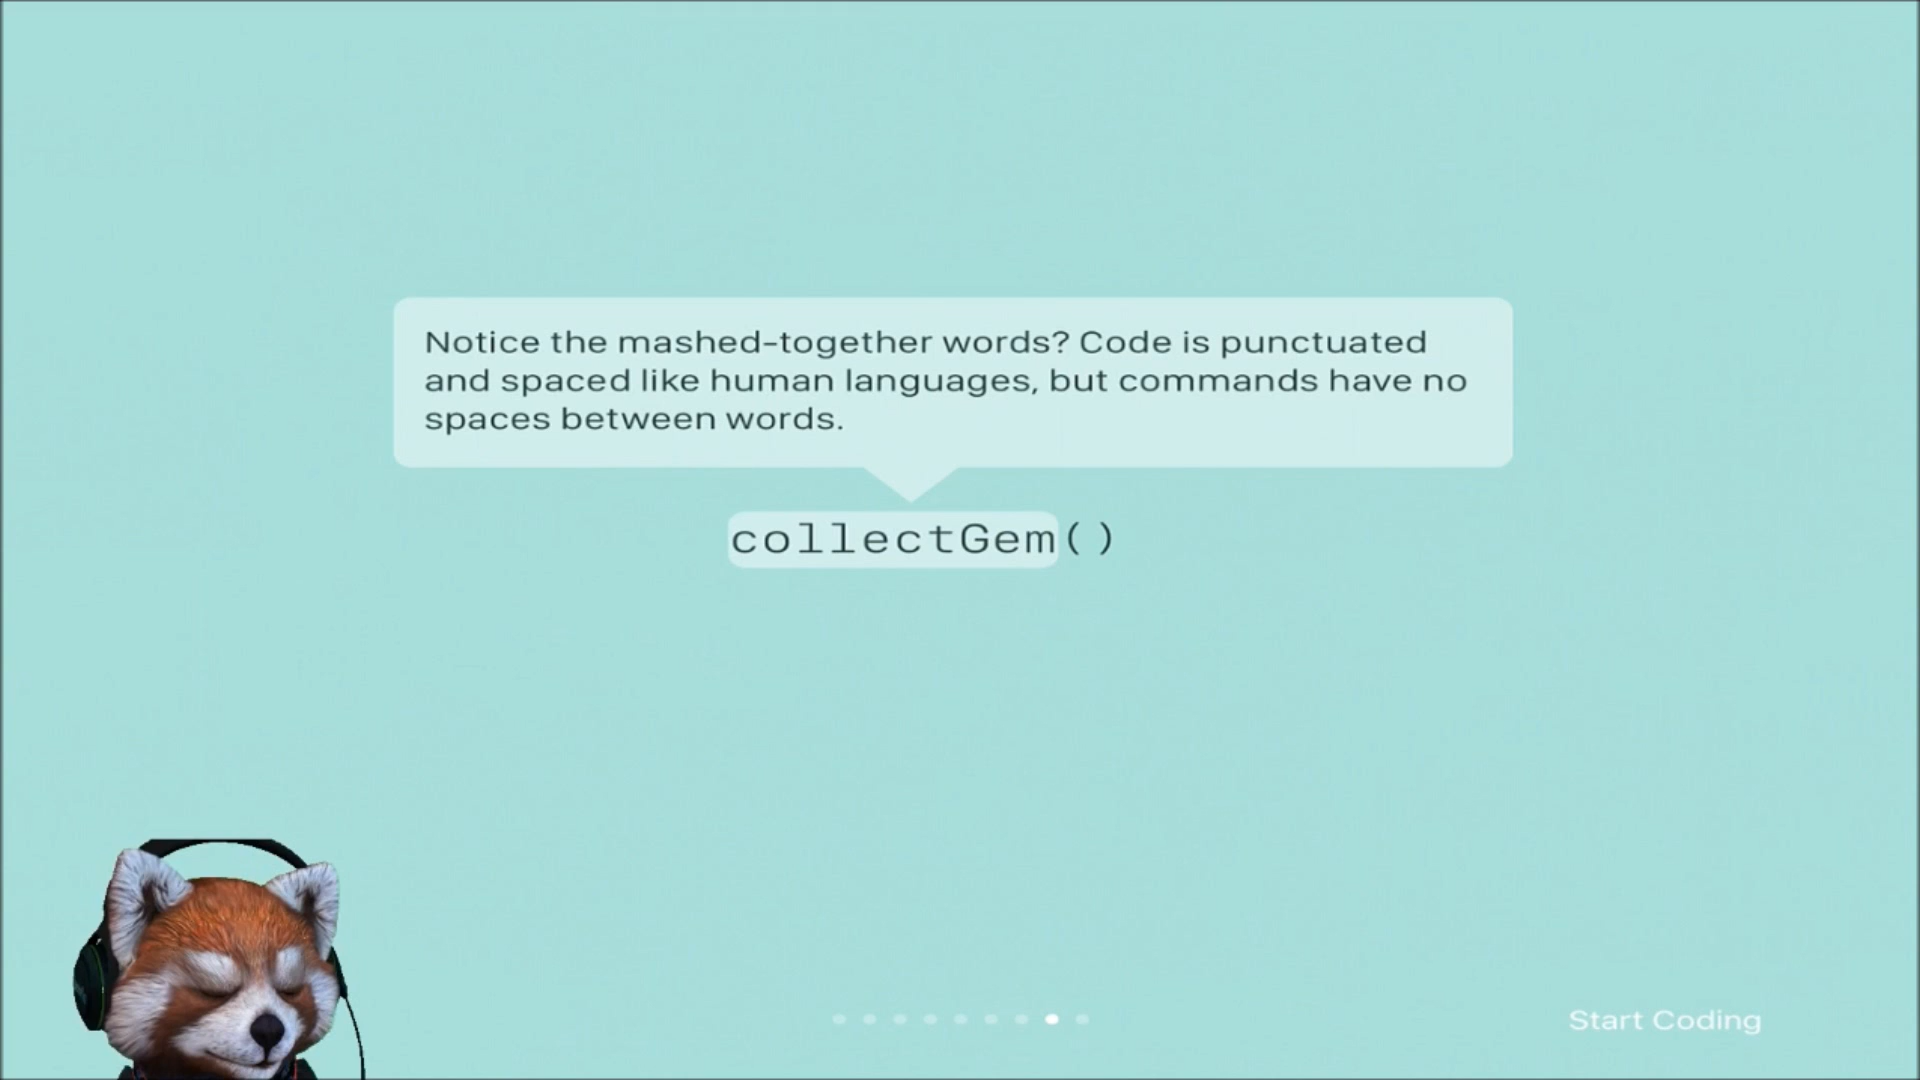 Notice the mashed-together words? Code is punctuated
and spaced like human languages, but commands have no
spaces between words.
collectGem()
Start Coding